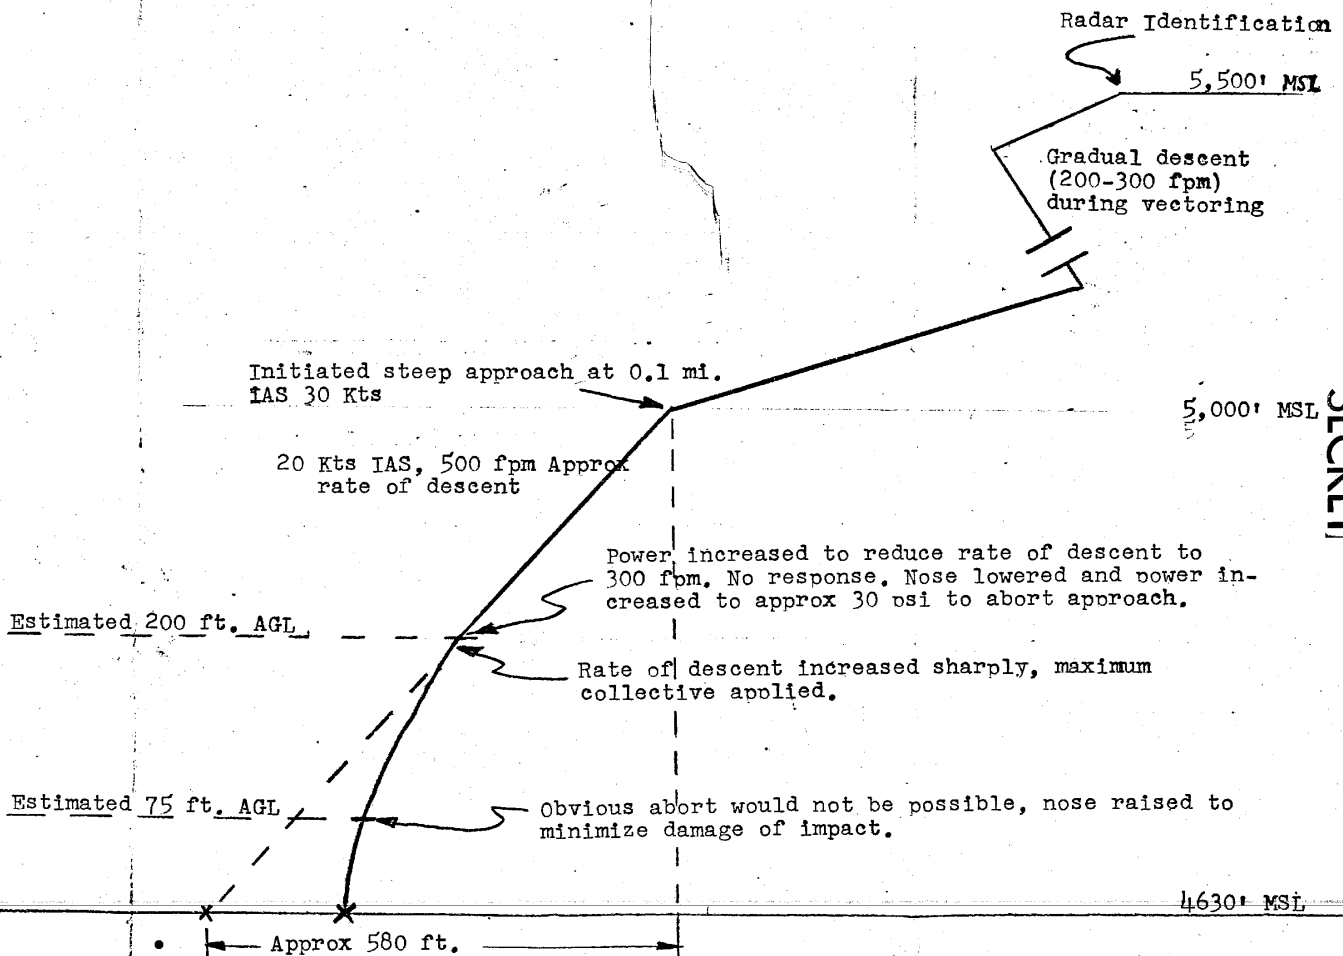 Radar Identification
5,500' MSL
Gradual descent
(200-300 fpm)
during vectoring
Initiated steep approach at 0.1 mi.
IAS 30 Kts
5,000' MSL
SECRET
20 Kts IAS, 500 fpm Approx
rate of descent
Power increased to reduce rate of descent to
300 fpm. No response. Nose lowered and power in-
creased to approx 30 psi to abort approach.
Estimated 200 ft. AGL
Rate of descent increased sharply, maximum
collective applied.
Estimated 75 ft. AGL
Obvious abort would not be possible, nose raised to
minimize damage of impact.
4630' MSL
Approx 580 ft.